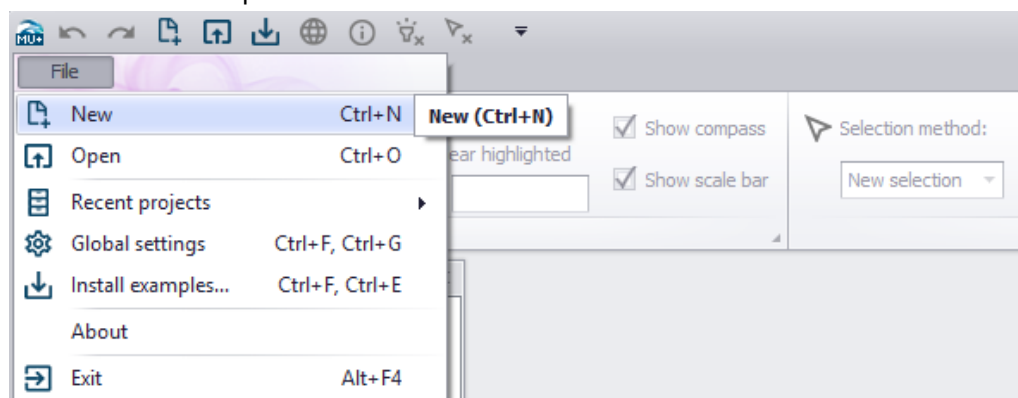 MU+
File
New Ctrl+N
New (Ctrl+N)
Open Ctrl+O
ear highlighted
Show compass
Show scale bar
Selection method:
New selection
Recent projects
Global settings Ctrl+F, Ctrl+G
Install examples... Ctrl+F, Ctrl+E
About
Exit Alt+F4